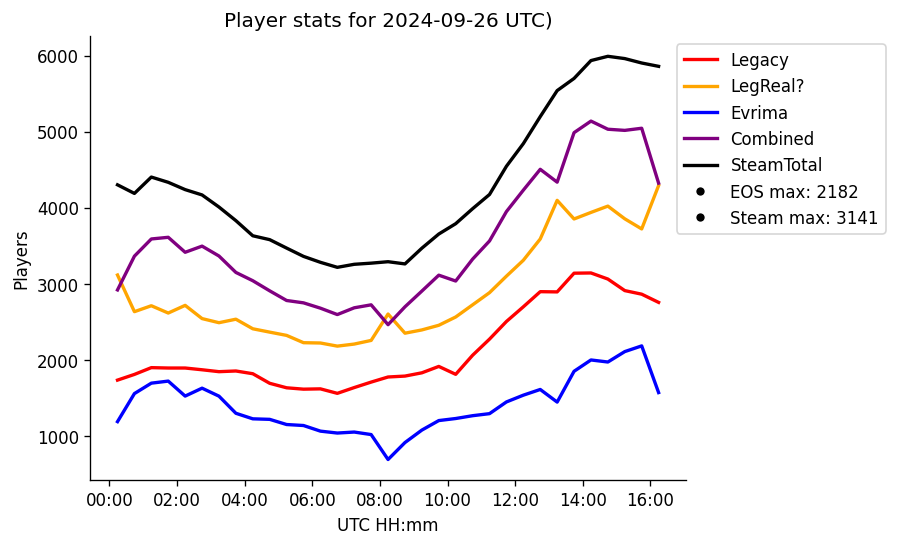 Player stats for 2024-09-26 UTC)
Players
6000
5000
4000
3000
2000
1000
00:00 02:00 04:00 06:00 08:00 10:00 12:00 14:00 16:00
UTC HH:mm
Legacy
LegReal?
Evrima
Combined
SteamTotal
EOS max: 2182
Steam max: 3141